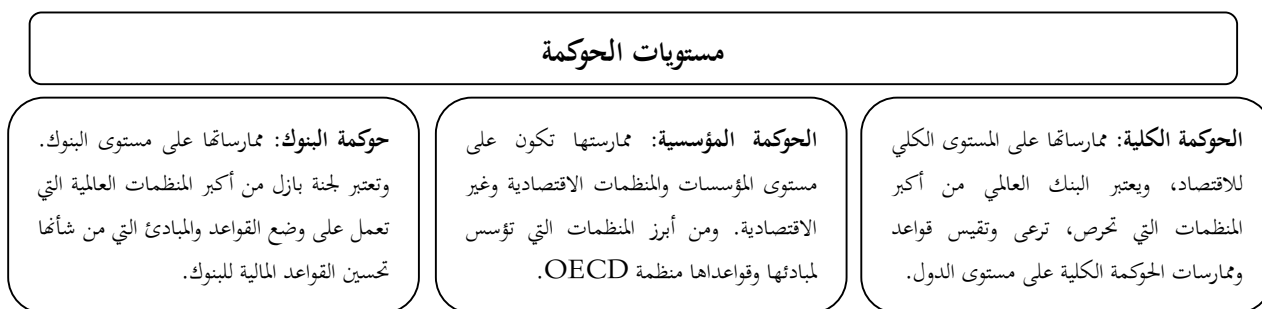 مستويات الحوكمة
الحوكمة الكلية: ممارساتها على المستوى الكلي
للاقتصاد، ويعتبر البنك العالمي من أكبر
المنظمات التي تحرص، ترعى وتقيس قواعد
وممارسات الحوكمة الكلية على مستوى الدول.
الحوكمة المؤسسية: ممارستها تكون على
مستوى المؤسسات والمنظمات الاقتصادية وغير
الاقتصادية. ومن أبرز المنظمات التي تؤسس
لمبادئها وقواعداها منظمة OECD.
حوكمة البنوك: ممارساتها على مستوى البنوك.
وتعتبر لجنة بازل من أكبر المنظمات العالمية التي
تعمل على وضع القواعد والمبادئ التي من شأنها
تحسين القواعد المالية للبنوك.